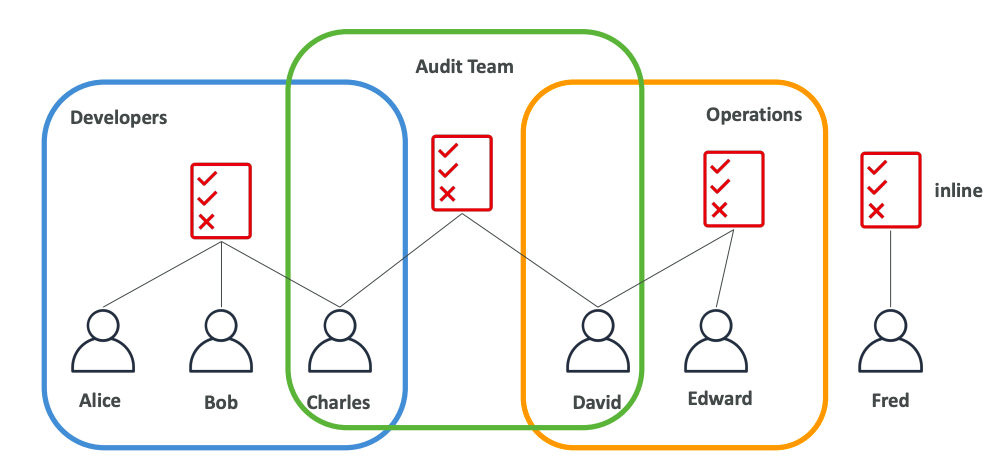 Audit Team
Developers
Operations
inline
Alice
Bob
Charles
David
Edward
Fred